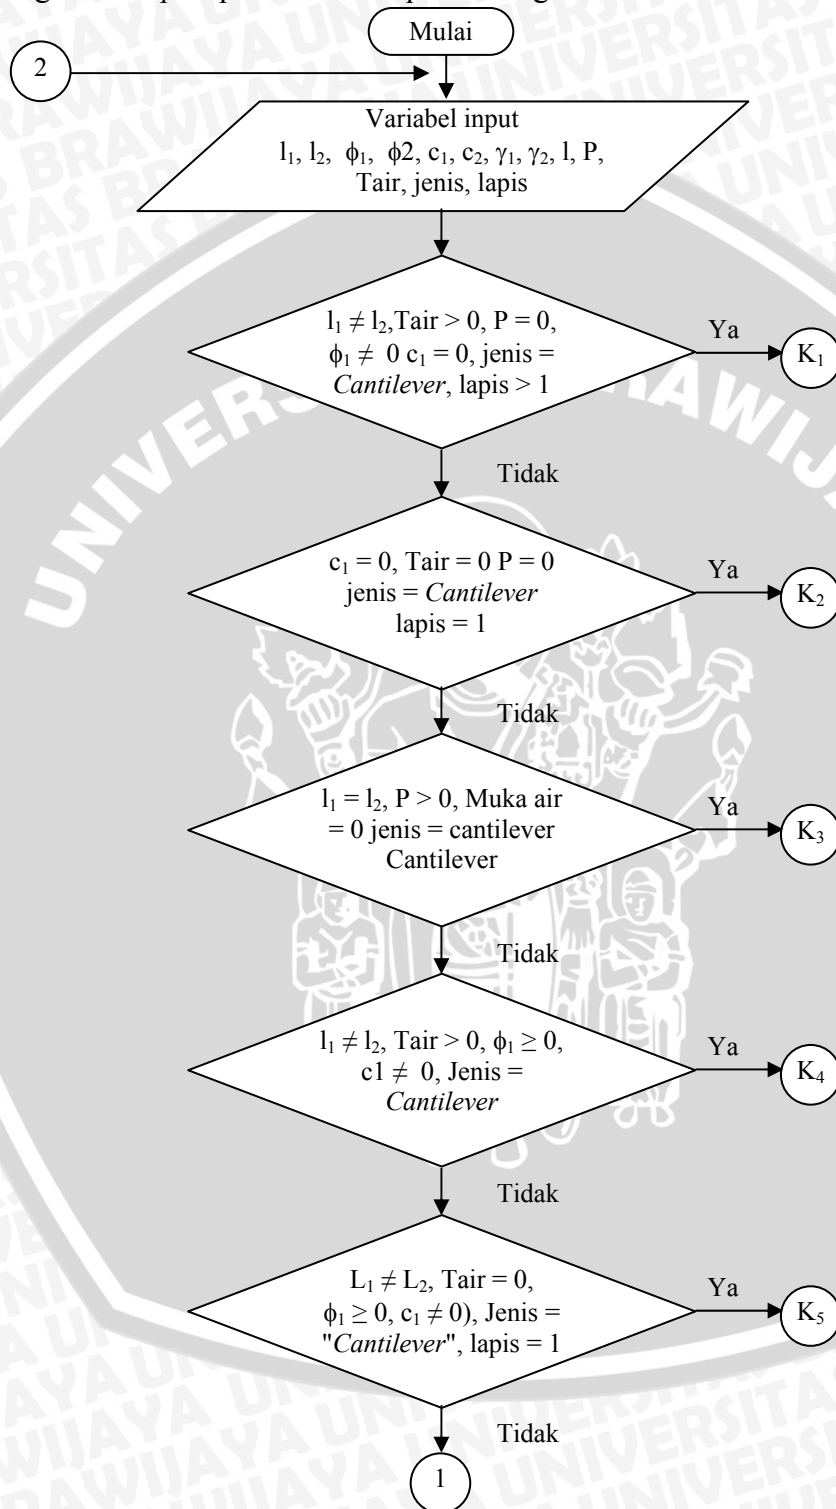 Mulai
2
Variabel input
l₁, l₂, ϕ₁, ϕ2, c₁, c₂, γ₁, γ₂, l, P,
Tair, jenis, lapis
l₁ ≠ l₂,Tair > 0, P = 0,
ϕ₁ ≠ 0 c₁ = 0, jenis =
Cantilever, lapis > 1
Ya
K₁
Tidak
c₁ = 0, Tair = 0 P = 0
jenis = Cantilever
lapis = 1
Ya
K₂
Tidak
l₁ = l₂, P > 0, Muka air
= 0 jenis = cantilever
Cantilever
Ya
K₃
Tidak
l₁ ≠ l₂, Tair > 0, ϕ₁ ≥ 0,
c1 ≠ 0, Jenis =
Cantilever
Ya
K₄
Tidak
L₁ ≠ L₂, Tair = 0,
ϕ₁ ≥ 0, c₁ ≠ 0), Jenis =
"Cantilever", lapis = 1
Ya
K₅
Tidak
1